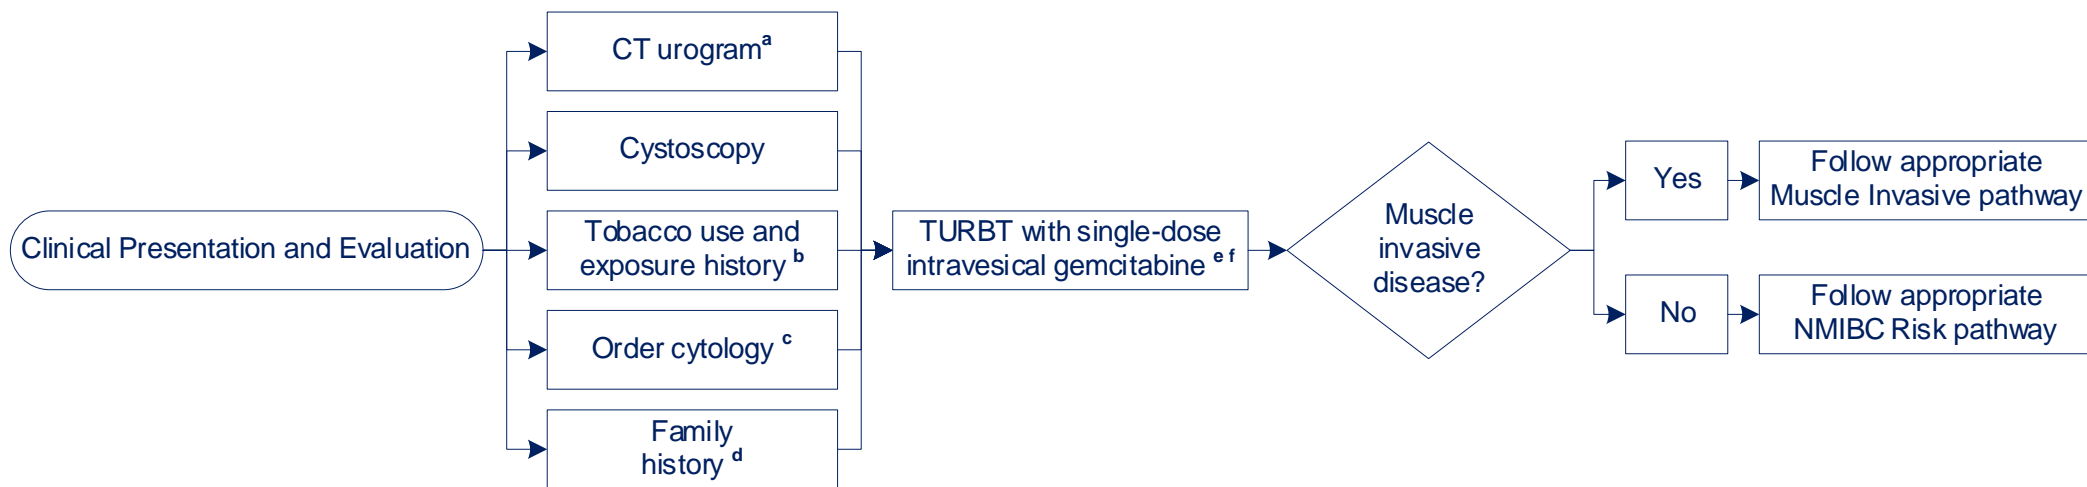 Clinical Presentation and Evaluation
CT urogram a
Cystoscopy
Tobacco use and
exposure history b
Order cytology c
Family
history d
TURBT with single-dose
intravesical gemcitabine e f
Muscle
invasive
disease?
Yes
Follow appropriate
Muscle Invasive pathway
No
Follow appropriate
NMIBC Risk pathway